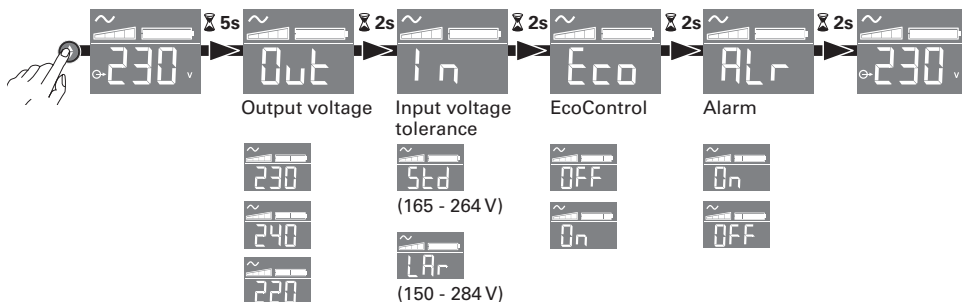 5s 2s 2s 2s 2s
230 v Out In Eco ALr 230 v
Output voltage Input voltage tolerance EcoControl Alarm
230 Std OFF On
(165 - 264 V)
240 On OFF
LAr
220 (150 - 284 V)